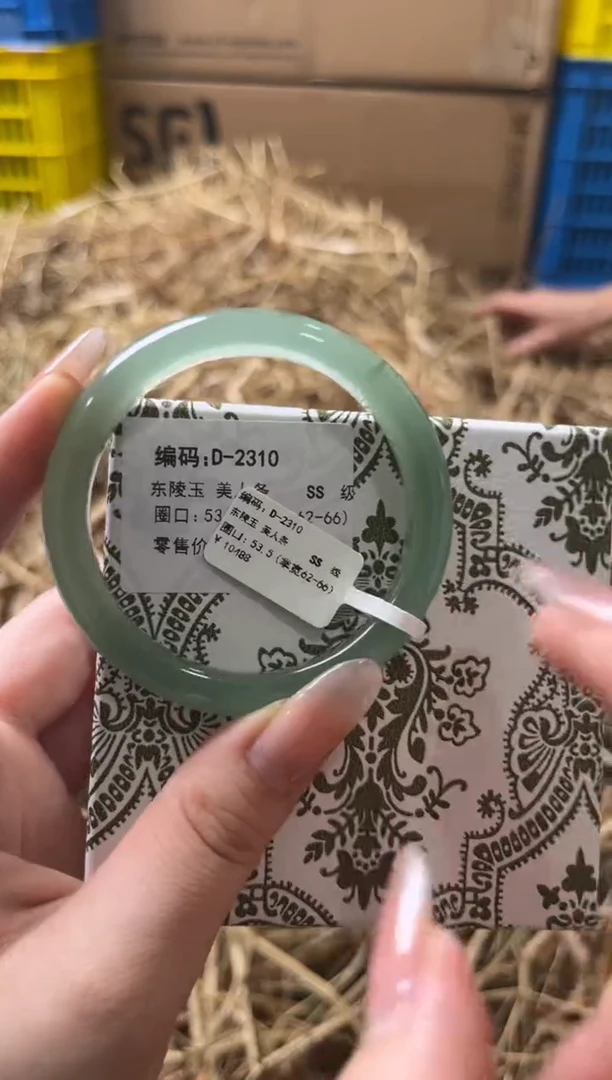 编码:D-2310
东陵玉 美人条 SS 级
圈口:53 62-66)
零售价
编码:D-2310
东陵玉 美人条 SS 级
圈口:53.5(掌宽62-66)
¥10488